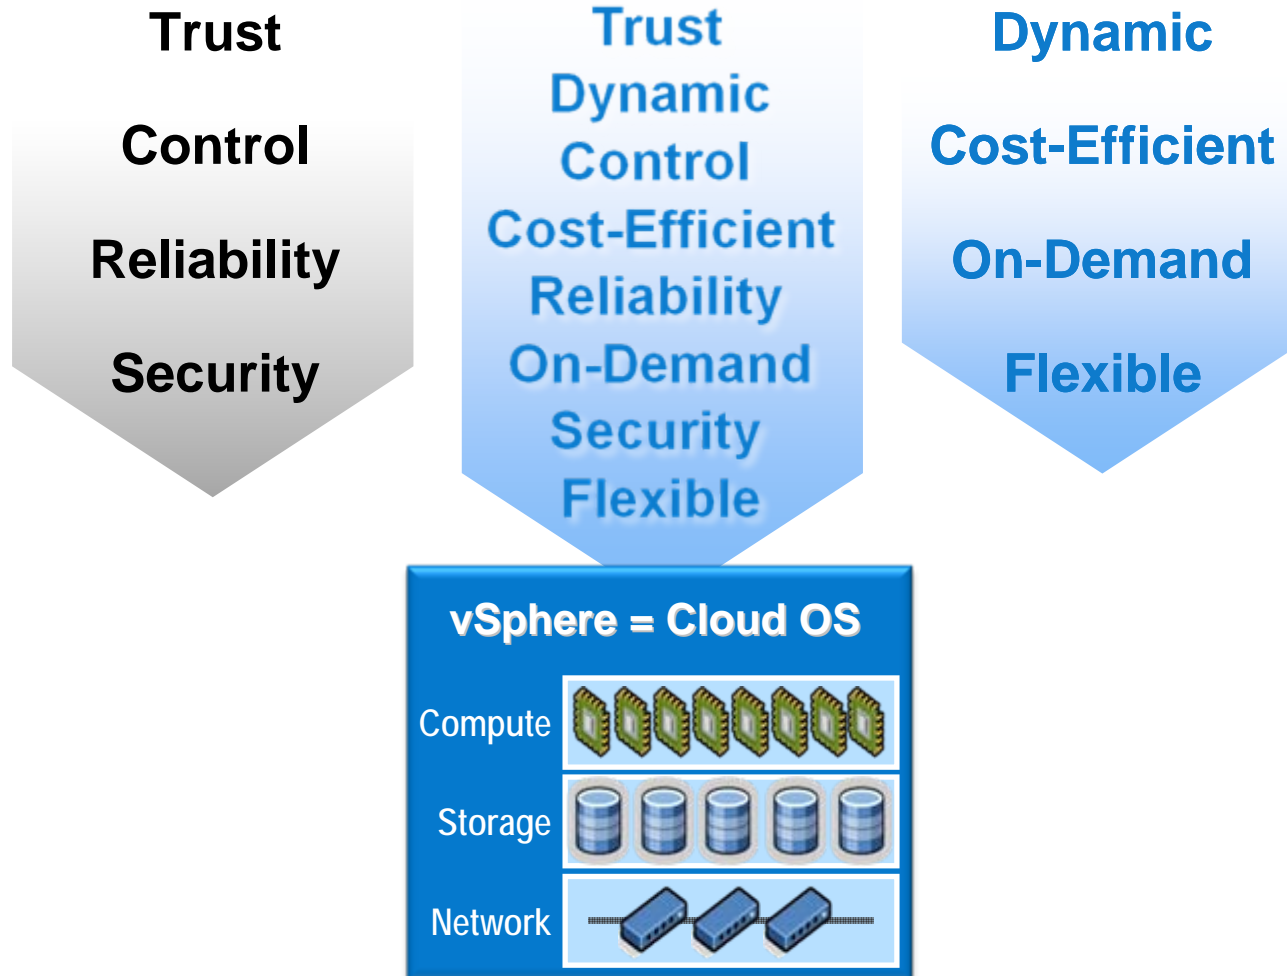 Trust
Control
Reliability
Security
Trust
Dynamic
Control
Cost-Efficient
Reliability
On-Demand
Security
Flexible
Dynamic
Cost-Efficient
On-Demand
Flexible
vSphere = Cloud OS
Compute
Storage
Network